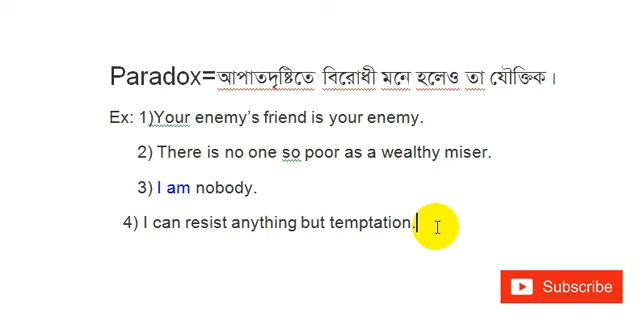 Paradox=আপাতদৃষ্টিতে বিরোধী মনে হলেও তা যৌক্তিক।
Ex: 1)Your enemy’s friend is your enemy.
2) There is no one so poor as a wealthy miser.
3) I am nobody.
4) I can resist anything but temptation.
Subscribe